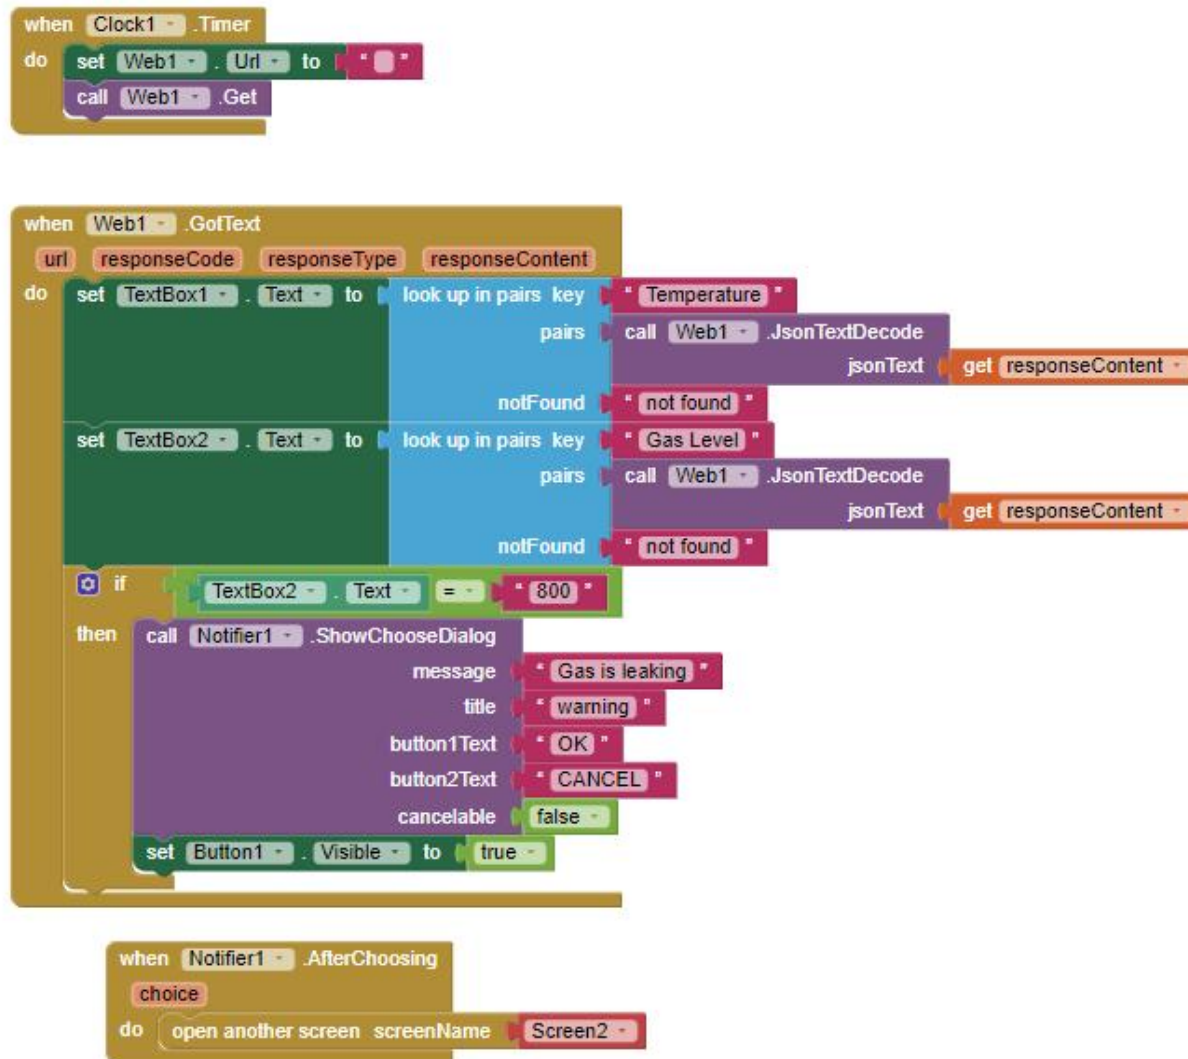 when Clock1 .Timer
do set Web1 . Url to " "
call Web1 .Get
when Web1 .GotText
url responseCode responseType responseContent
do set TextBox1 . Text to look up in pairs key " Temperature "
pairs call Web1 .JsonTextDecode
jsonText get responseContent
notFound " not found "
set TextBox2 . Text to look up in pairs key " Gas Level "
pairs call Web1 .JsonTextDecode
jsonText get responseContent
notFound " not found "
if TextBox2 . Text = " 800 "
then call Notifier1 .ShowChooseDialog
message " Gas is leaking "
title " warning "
button1Text " OK "
button2Text " CANCEL "
cancelable false
set Button1 . Visible to true
when Notifier1 .AfterChoosing
choice
do open another screen screenName Screen2